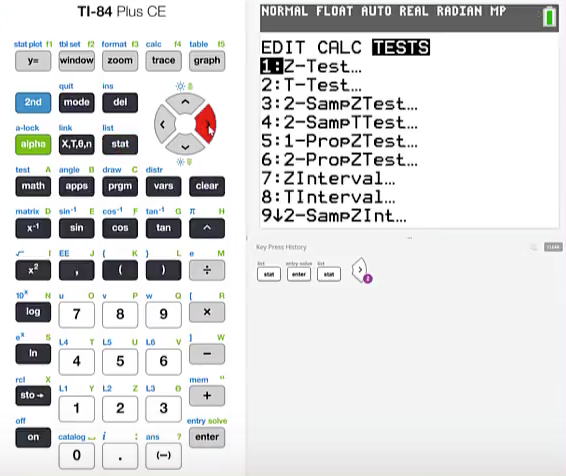 TI-84 Plus CE
stat plot f1 tbl set f2 format f3 calc f4 table f5
y= window zoom trace graph
quit ins
2nd mode del
a-lock link list
alpha X,T,θ,n stat
test A angle B draw C distr
math apps prgm vars clear
matrix D sin⁻¹ E cos⁻¹ F tan⁻¹ G π H
x⁻¹ sin cos tan ^
√ I EE J { K } L e M
x² , ( ) ÷
10ˣ N u O v P w Q [ R
log 7 8 9 ×
eˣ S L4 T L5 U L6 V ] W
ln 4 5 6 −
rcl X L1 Y L2 Z L3 θ mem "
sto→ 1 2 3 +
off catalog i : ans ? entry solve
on 0 . (−) enter
NORMAL FLOAT AUTO REAL RADIAN MP
EDIT CALC TESTS
1:Z-Test…
2:T-Test…
3:2-SampZTest…
4:2-SampTTest…
5:1-PropZTest…
6:2-PropZTest…
7:ZInterval…
8:TInterval…
9↓2-SampZInt…
Key Press History
CLEAR
list entry solve list
stat enter stat > 2